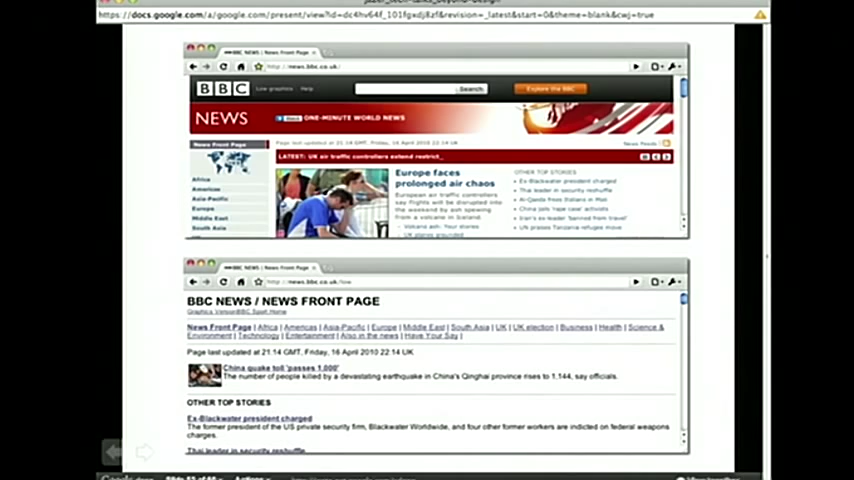 https://docs.google.com/a/google.com/present/view?id=dc4hv64f_101fgxdj8zf&revision=_latest&start=0&theme=blank&cwj=true
BBC NEWS | News Front Page
http://news.bbc.co.uk/
BBC Low graphics Help Search Explore the BBC
NEWS ONE-MINUTE WORLD NEWS
News Front Page
Page last updated at 21:14 GMT, Friday, 16 April 2010 22:14 UK
News Feeds
LATEST: UK air traffic controllers extend restrict_
Africa
Americas
Asia-Pacific
Europe
Middle East
South Asia
Europe faces
prolonged air chaos
European air traffic controllers
say flights will be disrupted into
the weekend by ash spewing
from a volcano in Iceland.
Volcano ash: Your stories
UK planes grounded
OTHER TOP STORIES
Ex-Blackwater president charged
Thai leader in security reshuffle
Al-Qaeda frees Italians in Mali
China jails 'rape case' activists
Iran's ex-leader 'banned from travel'
UN presses Tanzania refugee move
BBC NEWS | News Front Page
http://news.bbc.co.uk/low
BBC NEWS / NEWS FRONT PAGE
Graphics Version BBC Sport Home
News Front Page | Africa | Americas | Asia-Pacific | Europe | Middle East | South Asia | UK | UK election | Business | Health | Science &
Environment | Technology | Entertainment | Also in the news | Have Your Say |
Page last updated at 21:14 GMT, Friday, 16 April 2010 22:14 UK
China quake toll 'passes 1,000'
The number of people killed by a devastating earthquake in China's Qinghai province rises to 1,144, say officials.
OTHER TOP STORIES
Ex-Blackwater president charged
The former president of the US private security firm, Blackwater Worldwide, and four other former workers are indicted on federal weapons
charges.
Thai leader in security reshuffle